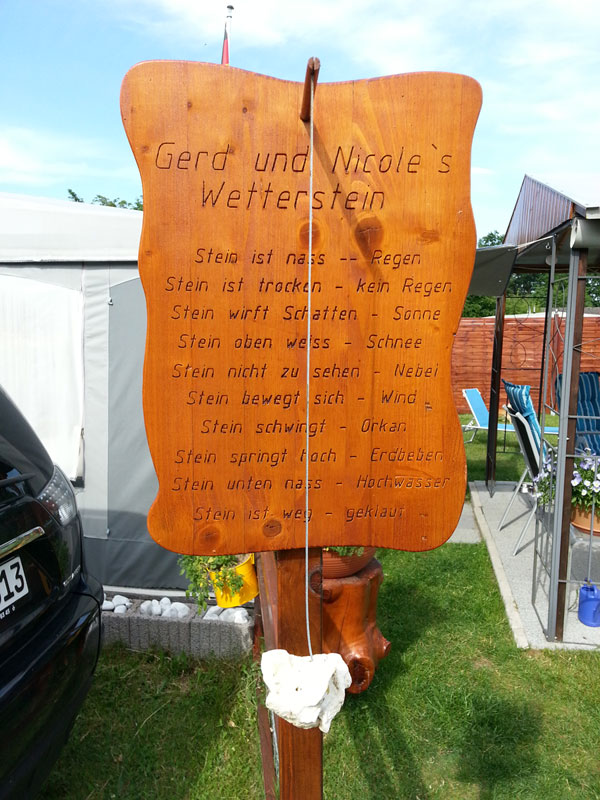 Gerd und Nicole`s
Wetterstein
Stein ist nass -- Regen
Stein ist trocken - kein Regen
Stein wirft Schatten - Sonne
Stein oben weiss - Schnee
Stein nicht zu sehen - Nebel
Stein bewegt sich - Wind
Stein schwingt - Orkan
Stein springt hoch - Erdbeben
Stein unten nass - Hochwasser
Stein ist weg - geklaut
13